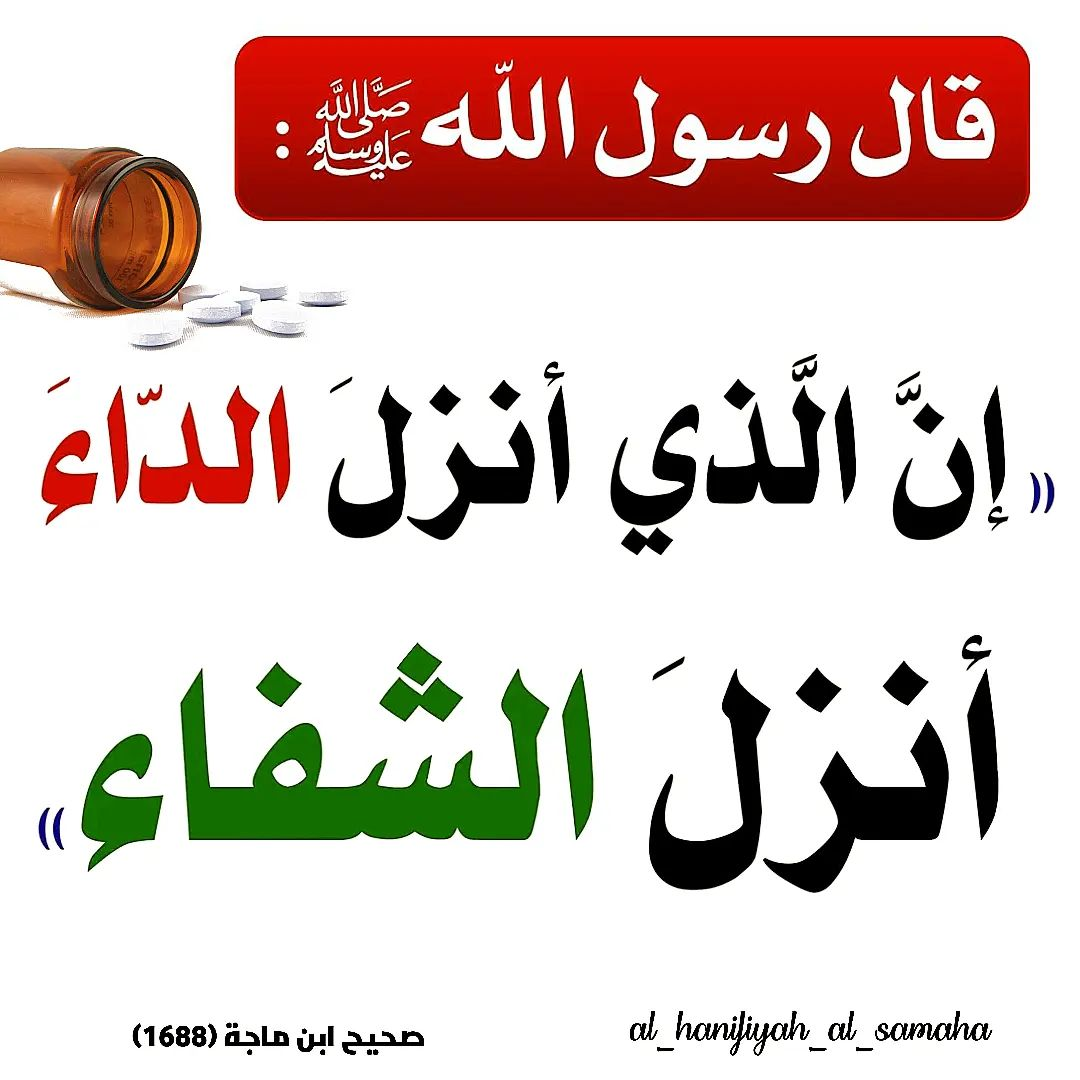 قال رسول الله ﷺ :
(( إنَّ الَّذي أنزلَ الدّاءَ
أنزلَ الشفاء ))
صحيح ابن ماجة (1688)
al_hanifiyah_al_samaha